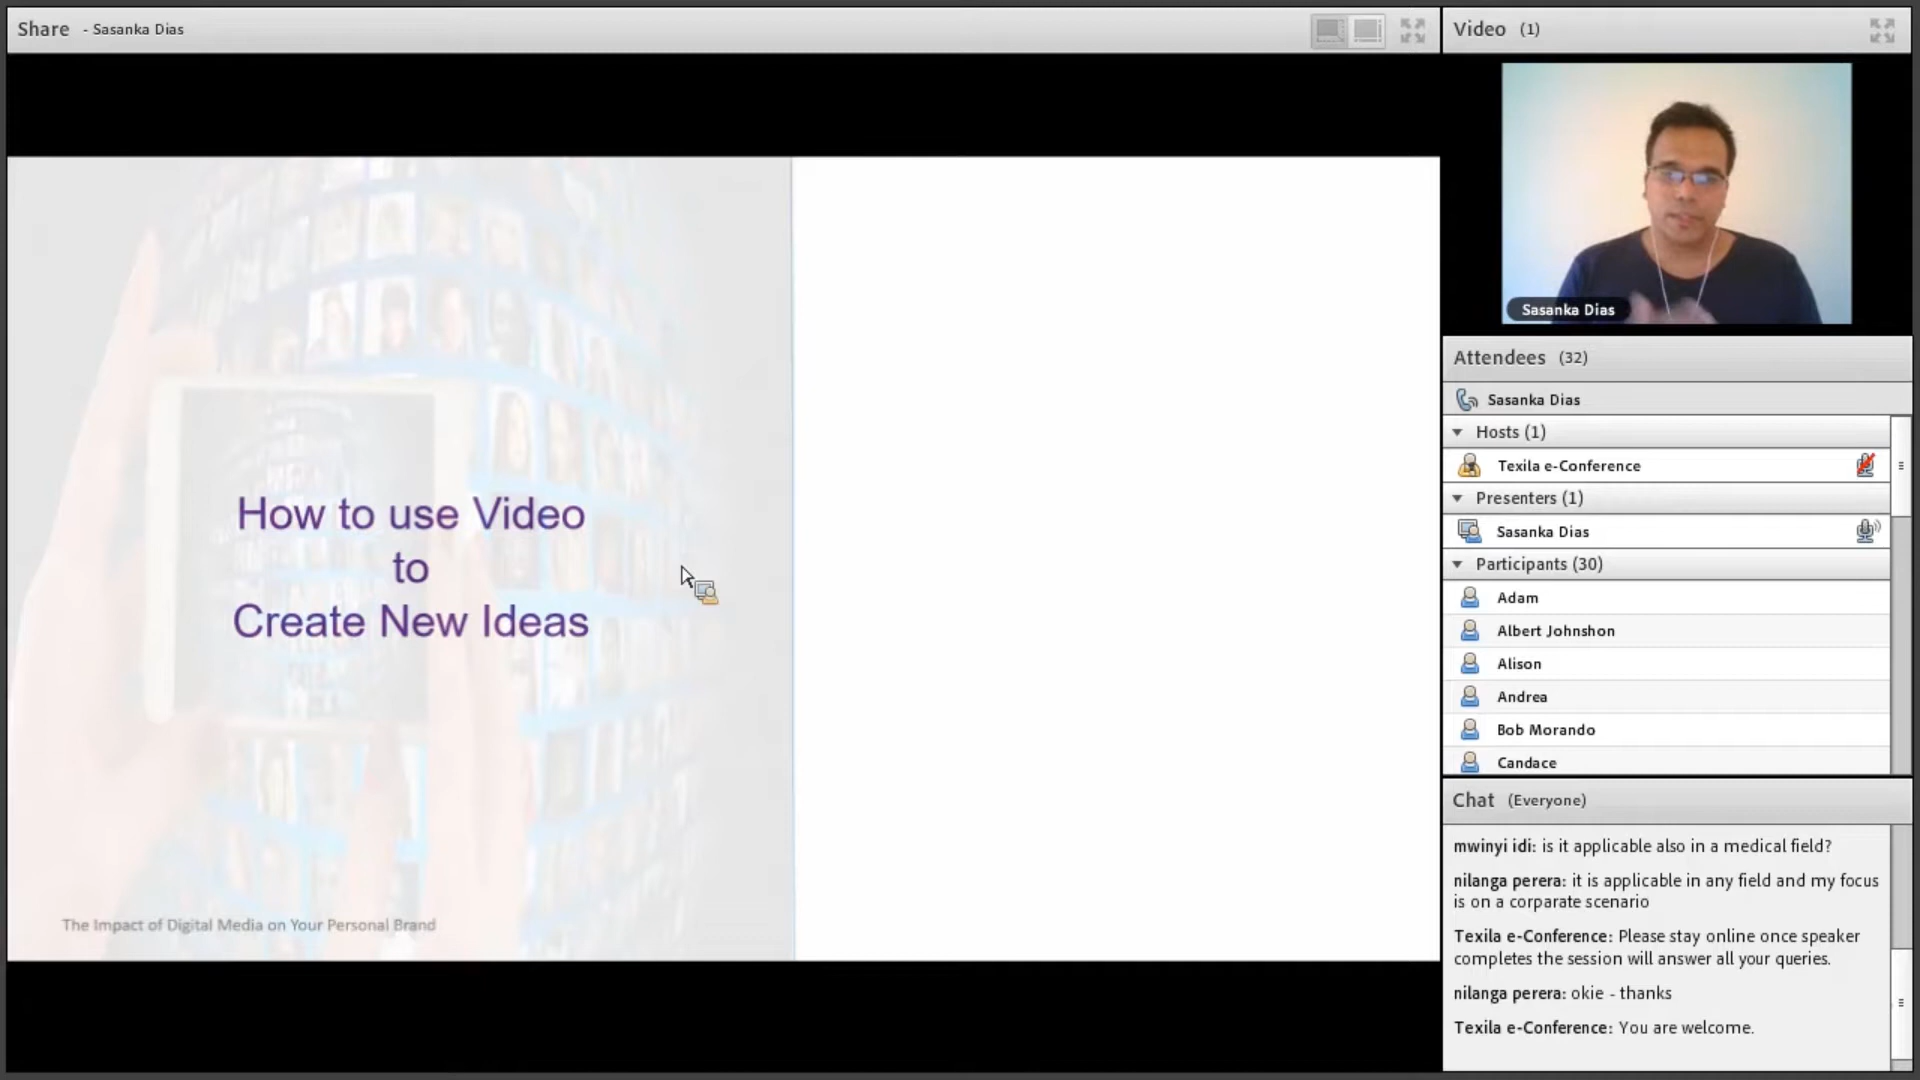 Share - Sasanka Dias
Video (1)
Sasanka Dias
How to use Video
to
Create New Ideas
The Impact of Digital Media on Your Personal Brand
Attendees (32)
Sasanka Dias
Hosts (1)
Texila e-Conference
Presenters (1)
Sasanka Dias
Participants (30)
Adam
Albert Johnshon
Alison
Andrea
Bob Morando
Candace
Chat (Everyone)
mwinyi idi: is it applicable also in a medical field?
nilanga perera: it is applicable in any field and my focus
is on a corparate scenario
Texila e-Conference: Please stay online once speaker
completes the session will answer all your queries.
nilanga perera: okie - thanks
Texila e-Conference: You are welcome.